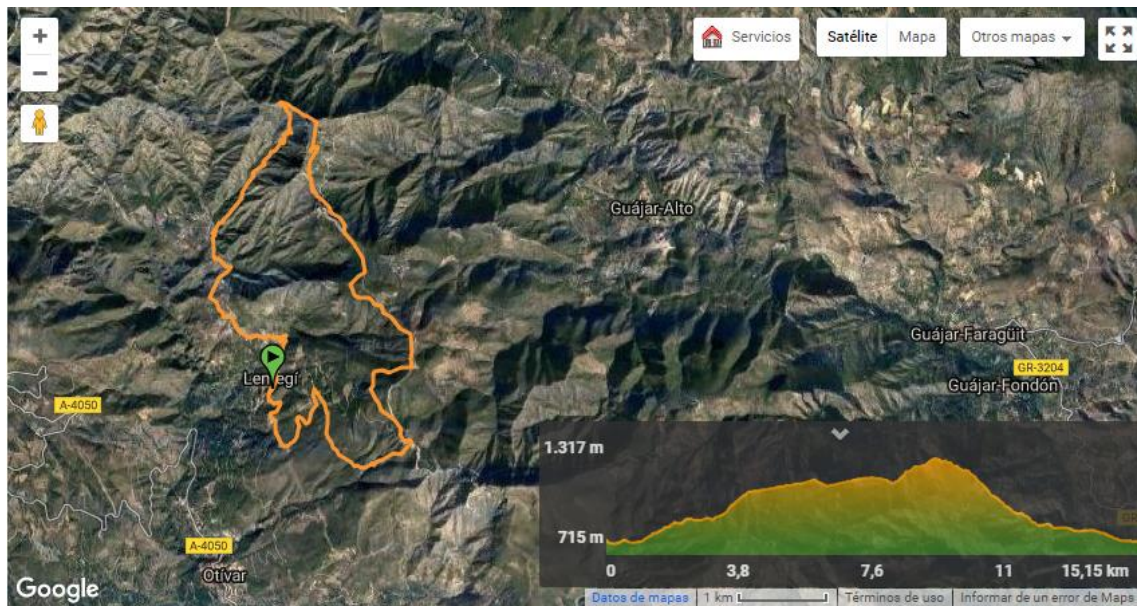 +
−
Servicios
Satélite
Mapa
Otros mapas
Guájar-Alto
Guájar-Faragüit
GR-3204
Guájar-Fondón
A-4050
1.317 m
715 m
0
3,8
7,6
11
15,15 km
A-4050
Otívar
Google
Datos de mapas
1 km
Términos de uso
Informar de un error de Maps